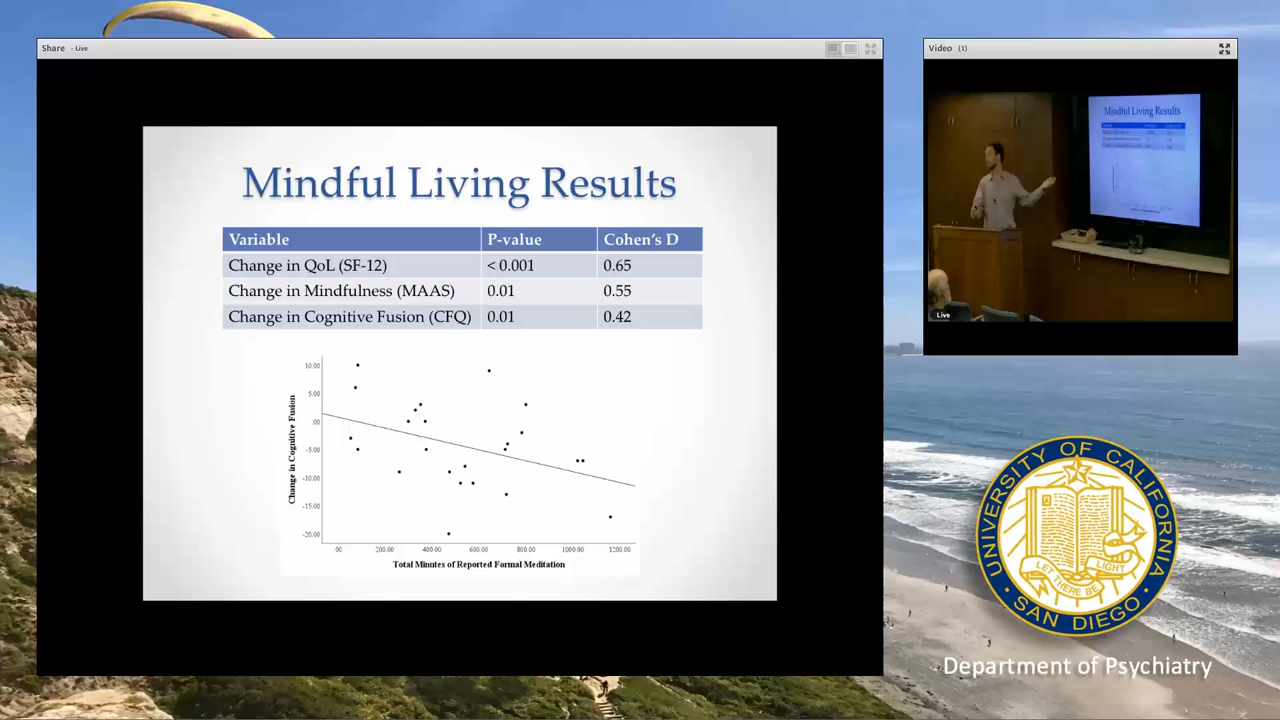 Share - Live
Video (1)
Mindful Living Results
Variable P-value Cohen's D
Change in QoL (SF-12) < 0.001 0.65
Change in Mindfulness (MAAS) 0.01 0.55
Change in Cognitive Fusion (CFQ) 0.01 0.42
Change in Cognitive Fusion
10.00
5.00
.00
-5.00
-10.00
-15.00
-20.00
.00 200.00 400.00 600.00 800.00 1000.00 1200.00
Total Minutes of Reported Formal Meditation
Mindful Living Results
Live
UNIVERSITY OF CALIFORNIA
SAN DIEGO
A
LET THERE BE LIGHT
Department of Psychiatry